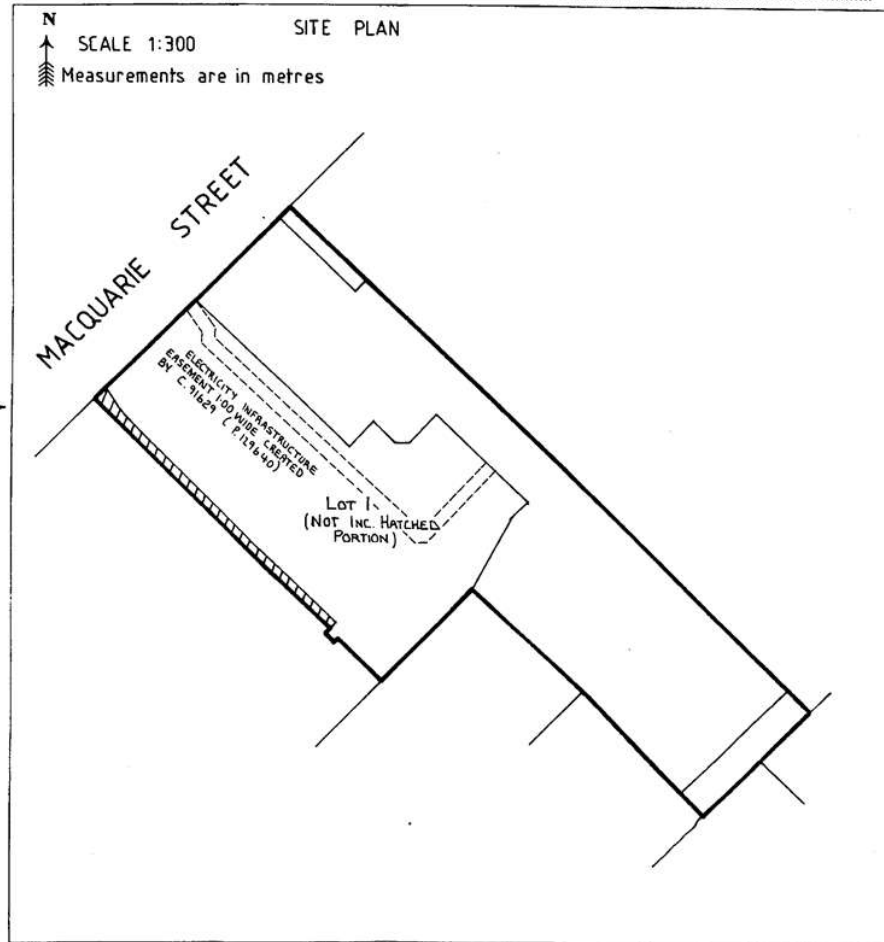 N
SITE PLAN
SCALE 1:300
Measurements are in metres
MACQUARIE STREET
ELECTRICITY INFRASTRUCTURE
EASEMENT 1·00 WIDE CREATED
BY C.91629 (P.129640)
LOT 1
(NOT INC. HATCHED
PORTION)